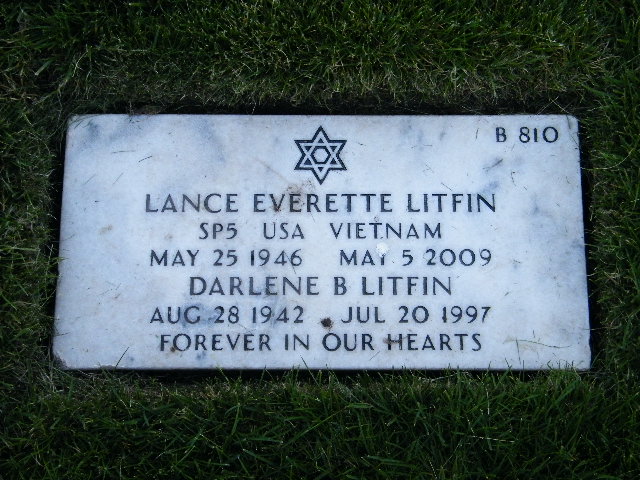 B 810
LANCE EVERETTE LITFIN
SP5 USA VIETNAM
MAY 25 1946 MAY 5 2009
DARLENE B LITFIN
AUG 28 1942 JUL 20 1997
FOREVER IN OUR HEARTS